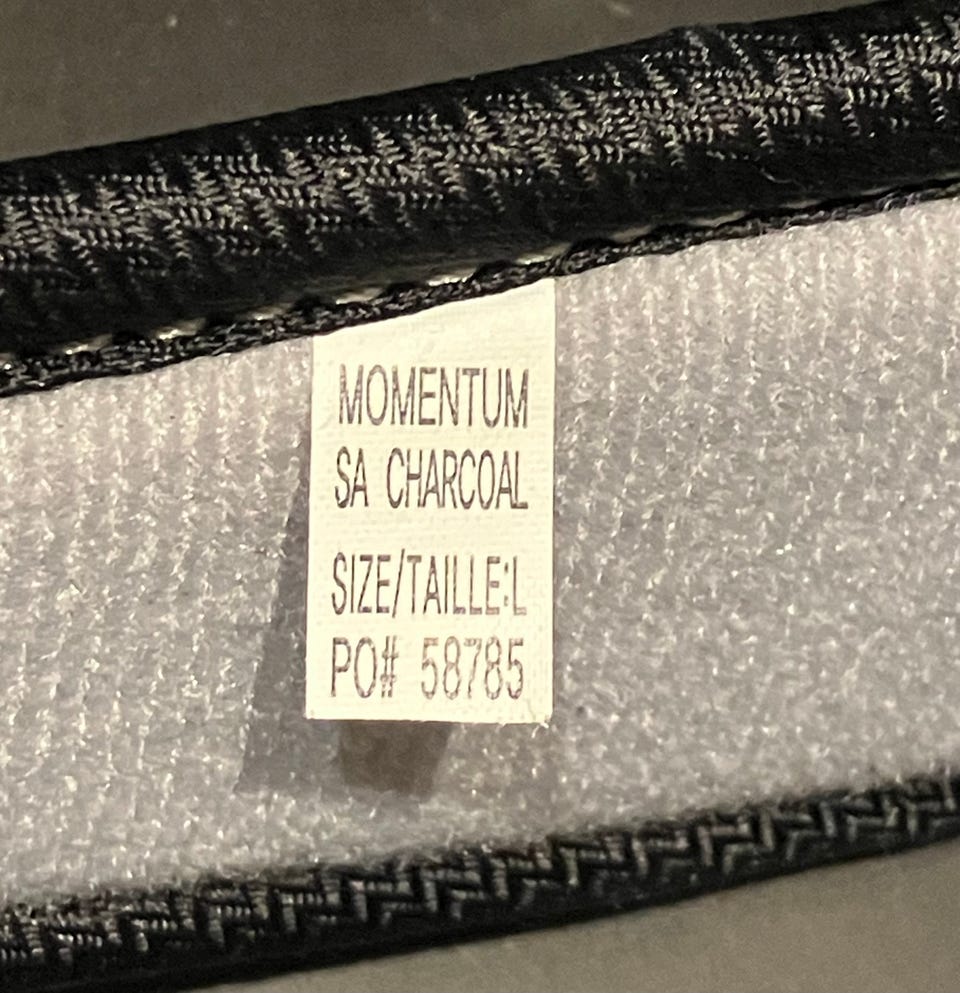 MOMENTUM
SA CHARCOAL
SIZE/TAILLE:L
PO# 58785